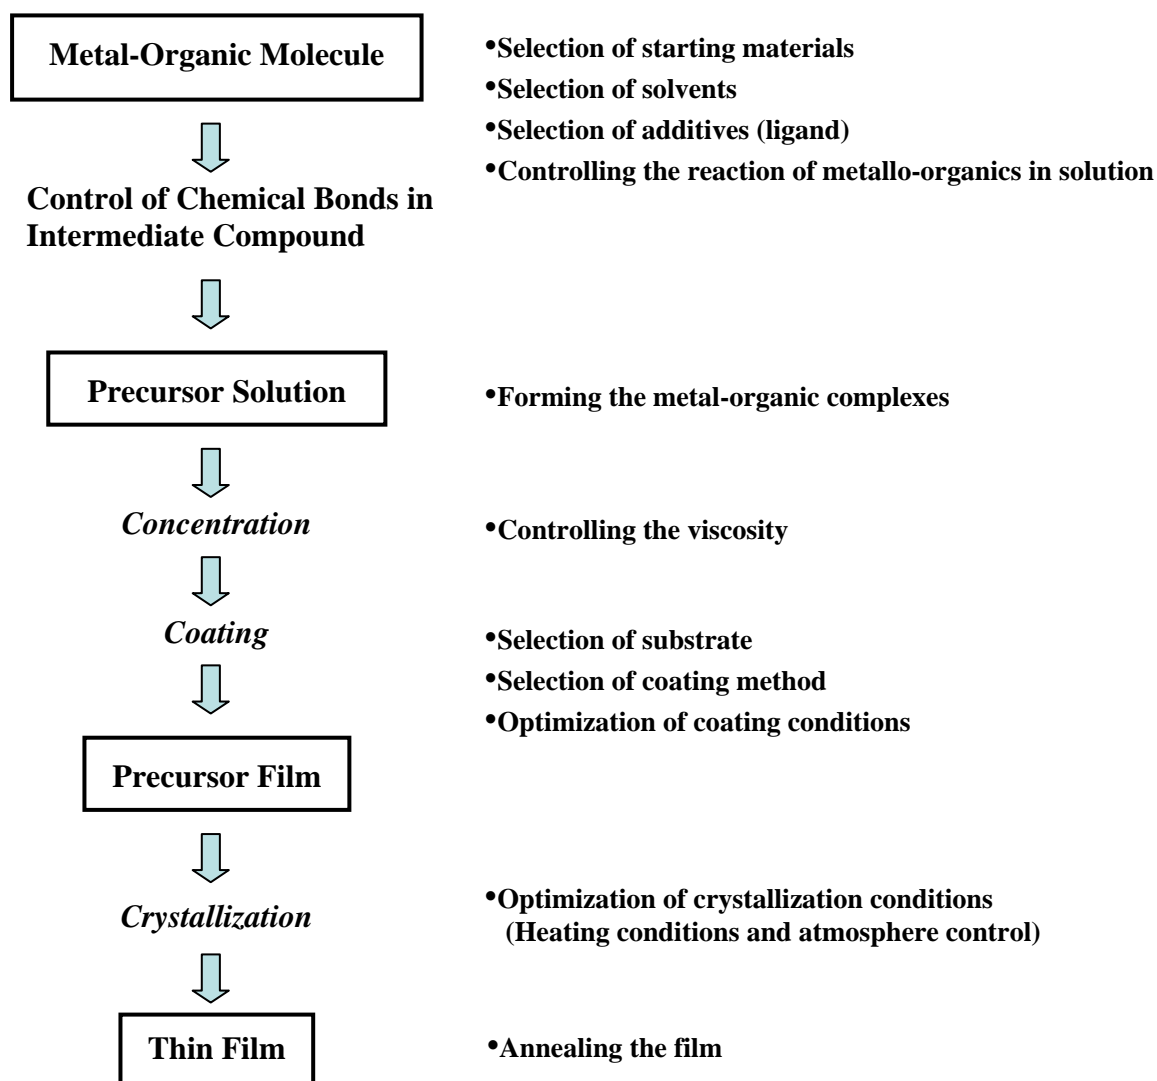 Metal-Organic Molecule
•Selection of starting materials
•Selection of solvents
•Selection of additives (ligand)
•Controlling the reaction of metallo-organics in solution
Control of Chemical Bonds in
Intermediate Compound
Precursor Solution
•Forming the metal-organic complexes
Concentration
•Controlling the viscosity
Coating
•Selection of substrate
•Selection of coating method
•Optimization of coating conditions
Precursor Film
Crystallization
•Optimization of crystallization conditions
(Heating conditions and atmosphere control)
Thin Film
•Annealing the film